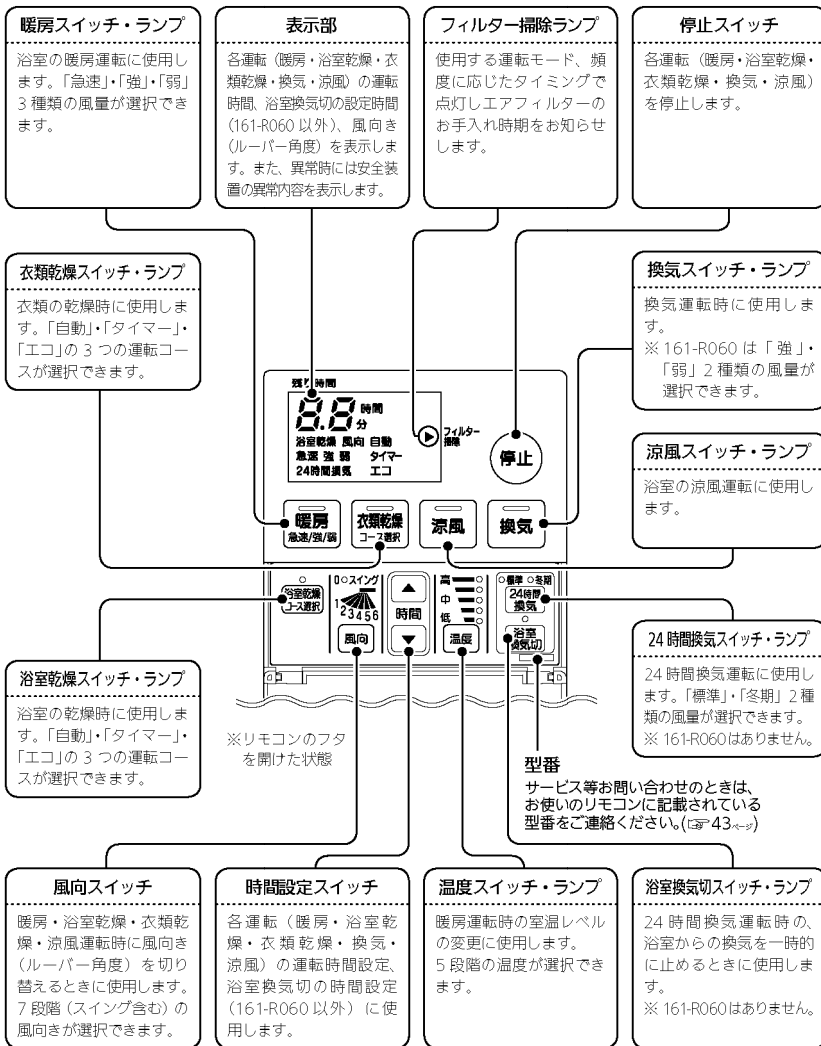 暖房スイッチ・ランプ
浴室の暖房運転に使用し
ます。「急速」・「強」・「弱」
3種類の風量が選択でき
ます。
表示部
各運転（暖房・浴室乾燥・衣
類乾燥・換気・涼風）の運転
時間、浴室換気切の設定時間
(161-R060 以外)、風向き
(ルーバー角度) を表示しま
す。また、異常時には安全装
置の異常内容を表示します。
フィルター掃除ランプ
使用する運転モード、頻
度に応じたタイミングで
点灯しエアフィルターの
お手入れ時期をお知らせ
します。
停止スイッチ
各運転（暖房・浴室乾燥・
衣類乾燥・換気・涼風）
を停止します。
衣類乾燥スイッチ・ランプ
衣類の乾燥時に使用しま
す。「自動」・「タイマー」・
「エコ」の 3 つの運転コー
スが選択できます。
換気スイッチ・ランプ
換気運転時に使用しま
す。
※ 161-R060 は「強」・
「弱」2 種類の風量が
選択できます。
涼風スイッチ・ランプ
浴室の涼風運転に使用し
ます。
残り時間
8.8 時間
分
浴室乾燥 風向 自動
急速 強 弱 タイマー
24時間換気 エコ
フィルター
掃除
停止
暖房
急速/強/弱
衣類乾燥
コース選択
涼風
換気
浴室乾燥
コース選択
0 スイング
1 2 3 4 5 6
風向
時間
高
中
低
温度
標準 冬期
24時間
換気
浴室
換気切
浴室乾燥スイッチ・ランプ
浴室の乾燥時に使用しま
す。「自動」・「タイマー」・
「エコ」の 3 つの運転コー
スが選択できます。
※リモコンのフタ
を開けた状態
型番
サービス等お問い合わせのときは、
お使いのリモコンに記載されている
型番をご連絡ください。(☞43ページ)
24 時間換気スイッチ・ランプ
24 時間換気運転に使用し
ます。「標準」・「冬期」2 種
類の風量が選択できます。
※ 161-R060はありません。
風向スイッチ
暖房・浴室乾燥・衣類乾
燥・涼風運転時に風向き
(ルーバー角度) を切り
替えるときに使用します。
7 段階 (スイング含む) の
風向きが選択できます。
時間設定スイッチ
各運転（暖房・浴室乾
燥・衣類乾燥・換気・
涼風）の運転時間設定、
浴室換気切の時間設定
(161-R060 以外) に使
用します。
温度スイッチ・ランプ
暖房運転時の室温レベル
の変更に使用します。
5 段階の温度が選択でき
ます。
浴室換気切スイッチ・ランプ
24 時間換気運転時の、
浴室からの換気を一時的
に止めるときに使用しま
す。
※ 161-R060はありません。